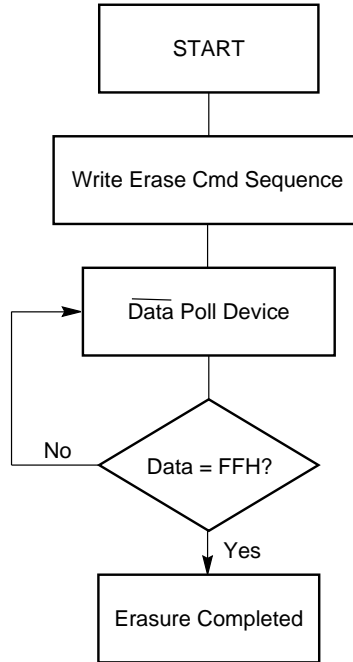 START
Write Erase Cmd Sequence
Data Poll Device
No
Data = FFH?
Yes
Erasure Completed